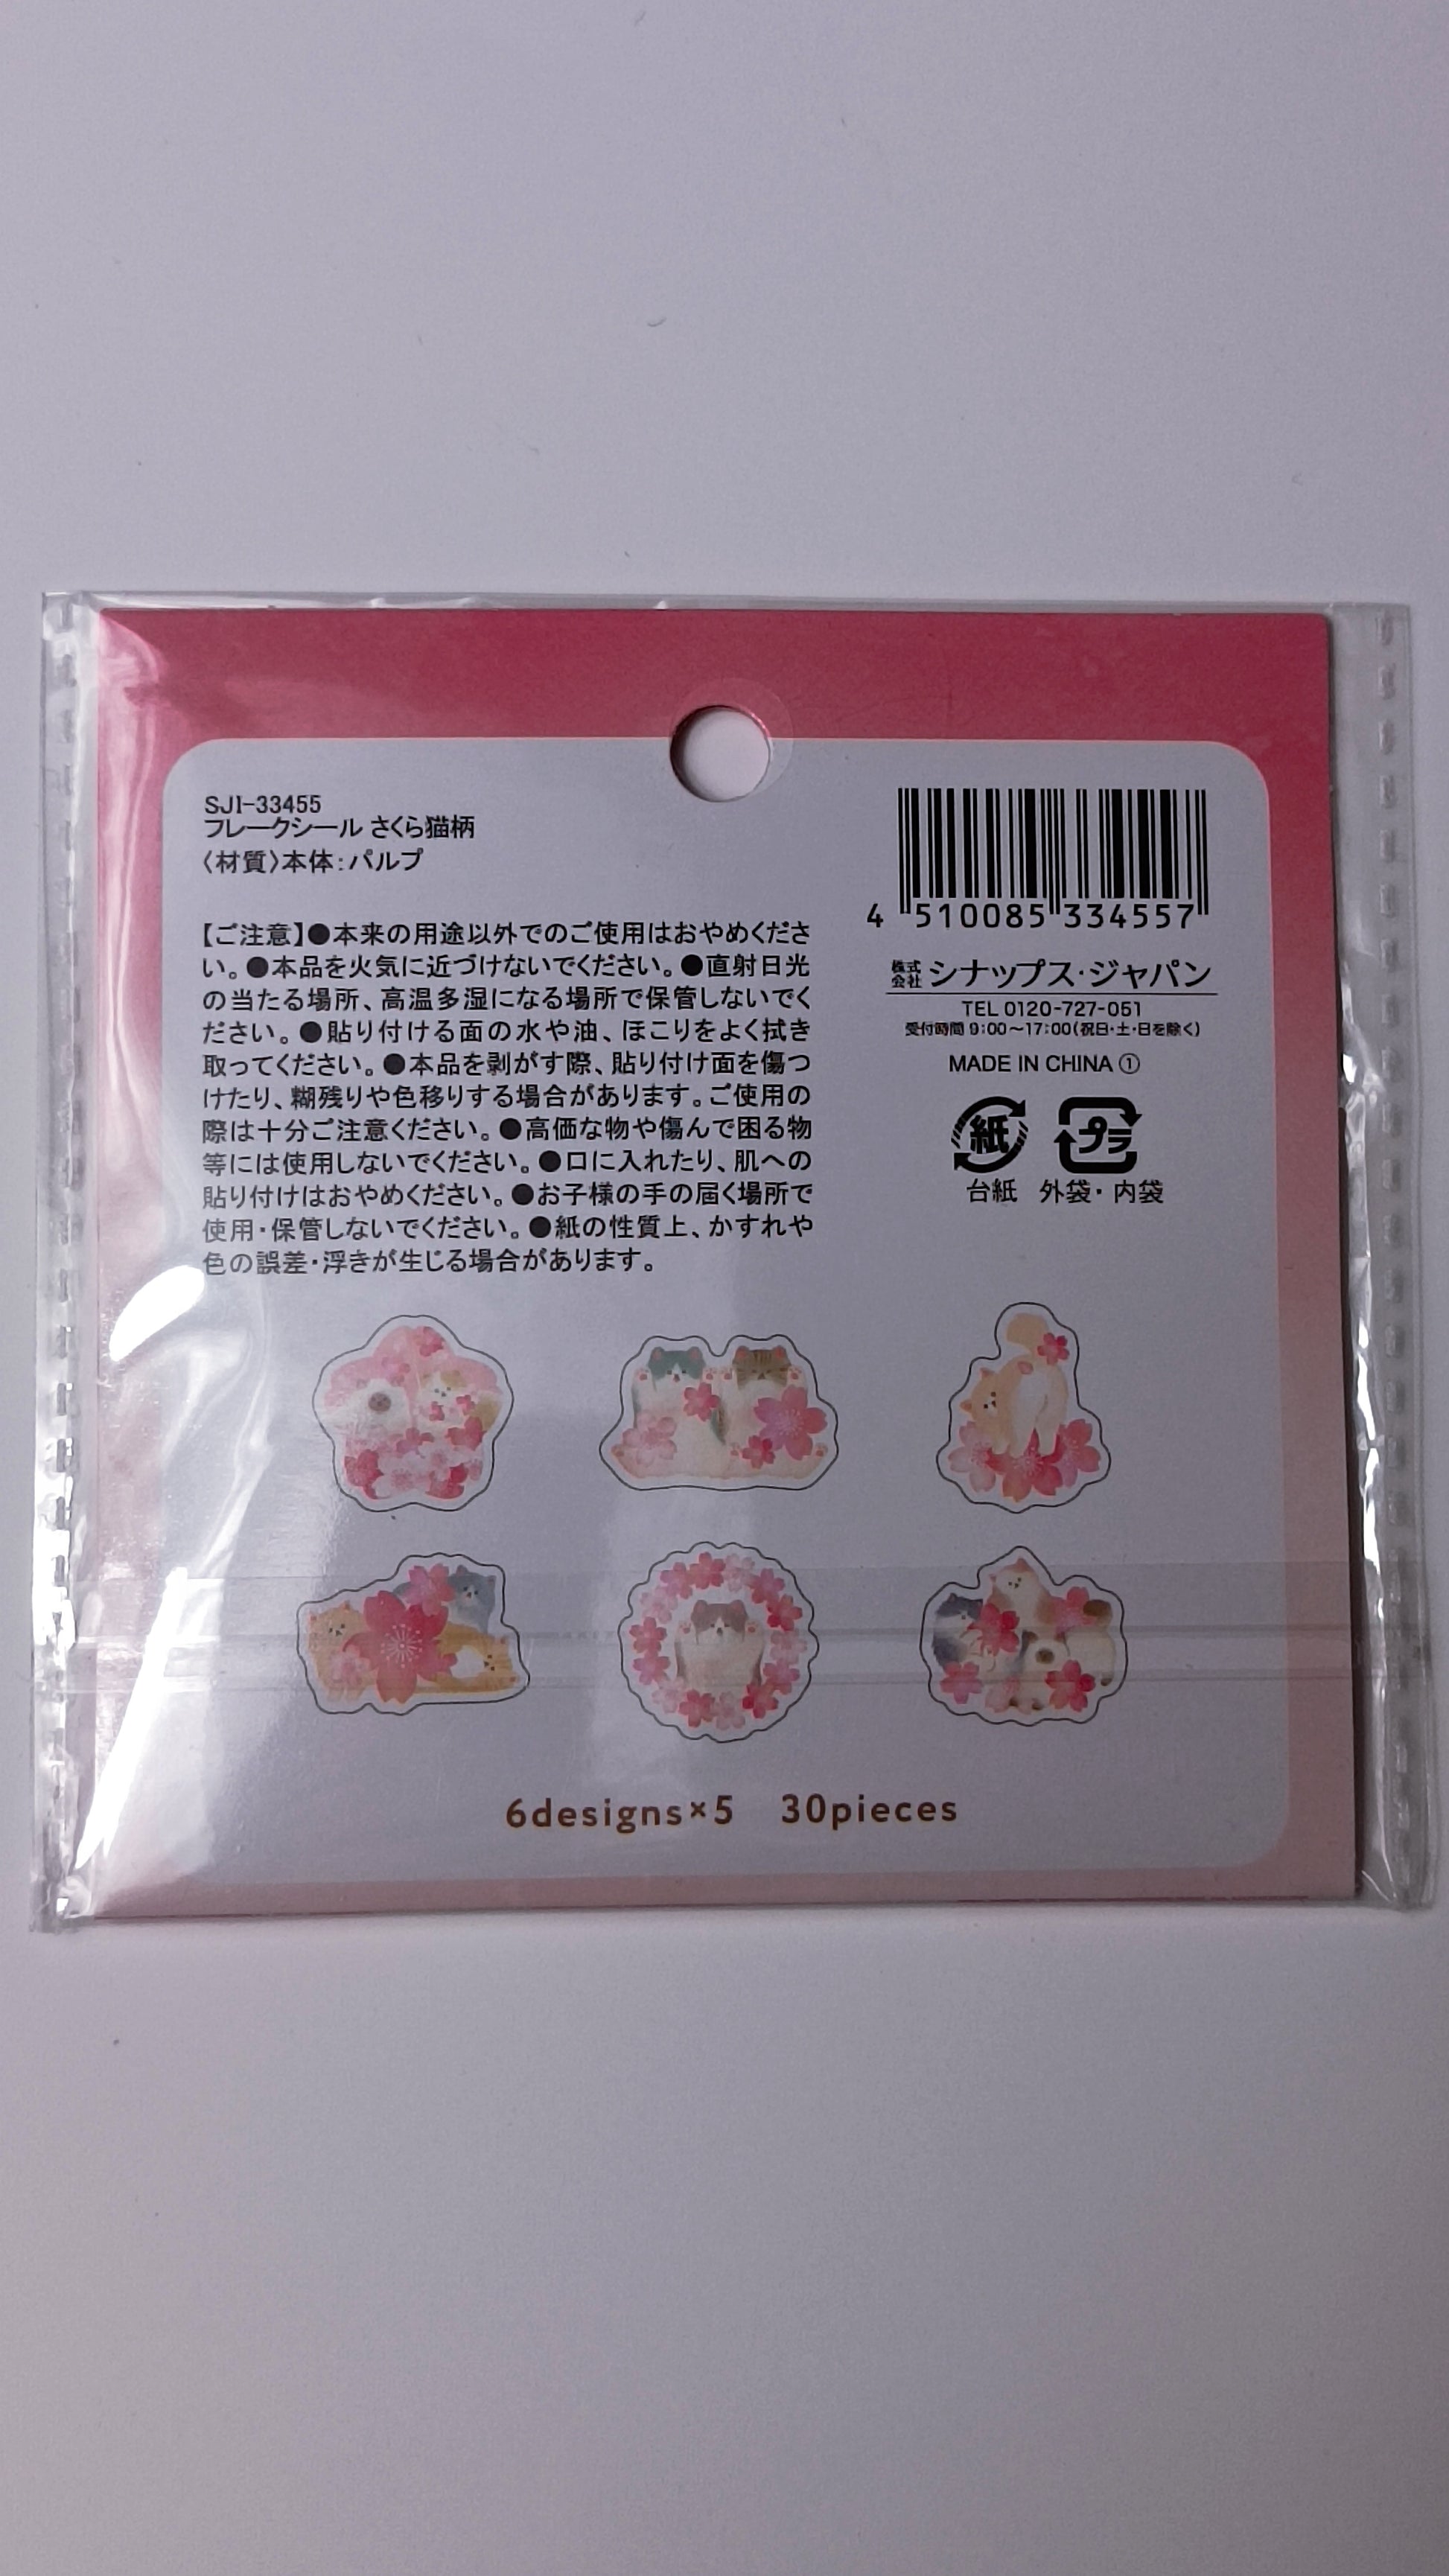 SJI-33455
フレークシール さくら猫柄
〈材質〉本体：パルプ
【ご注意】●本来の用途以外でのご使用はおやめくださ
い。●本品を火気に近づけないでください。●直射日光
の当たる場所、高温多湿になる場所で保管しないでく
ださい。●貼り付ける面の水や油、ほこりをよく拭き
取ってください。●本品を剥がす際、貼り付け面を傷つ
けたり、糊残りや色移りする場合があります。ご使用の
際は十分ご注意ください。●高価な物や傷んで困る物
等には使用しないでください。●口に入れたり、肌への
貼り付けはおやめください。●お子様の手の届く場所で
使用・保管しないでください。●紙の性質上、かすれや
色の誤差・浮きが生じる場合があります。
4 510085 334557
株式会社 シナップス・ジャパン
TEL 0120-727-051
受付時間 9:00～17:00(祝日・土・日を除く)
MADE IN CHINA ①
紙 プラ
台紙 外袋・内袋
6designs×5 30pieces